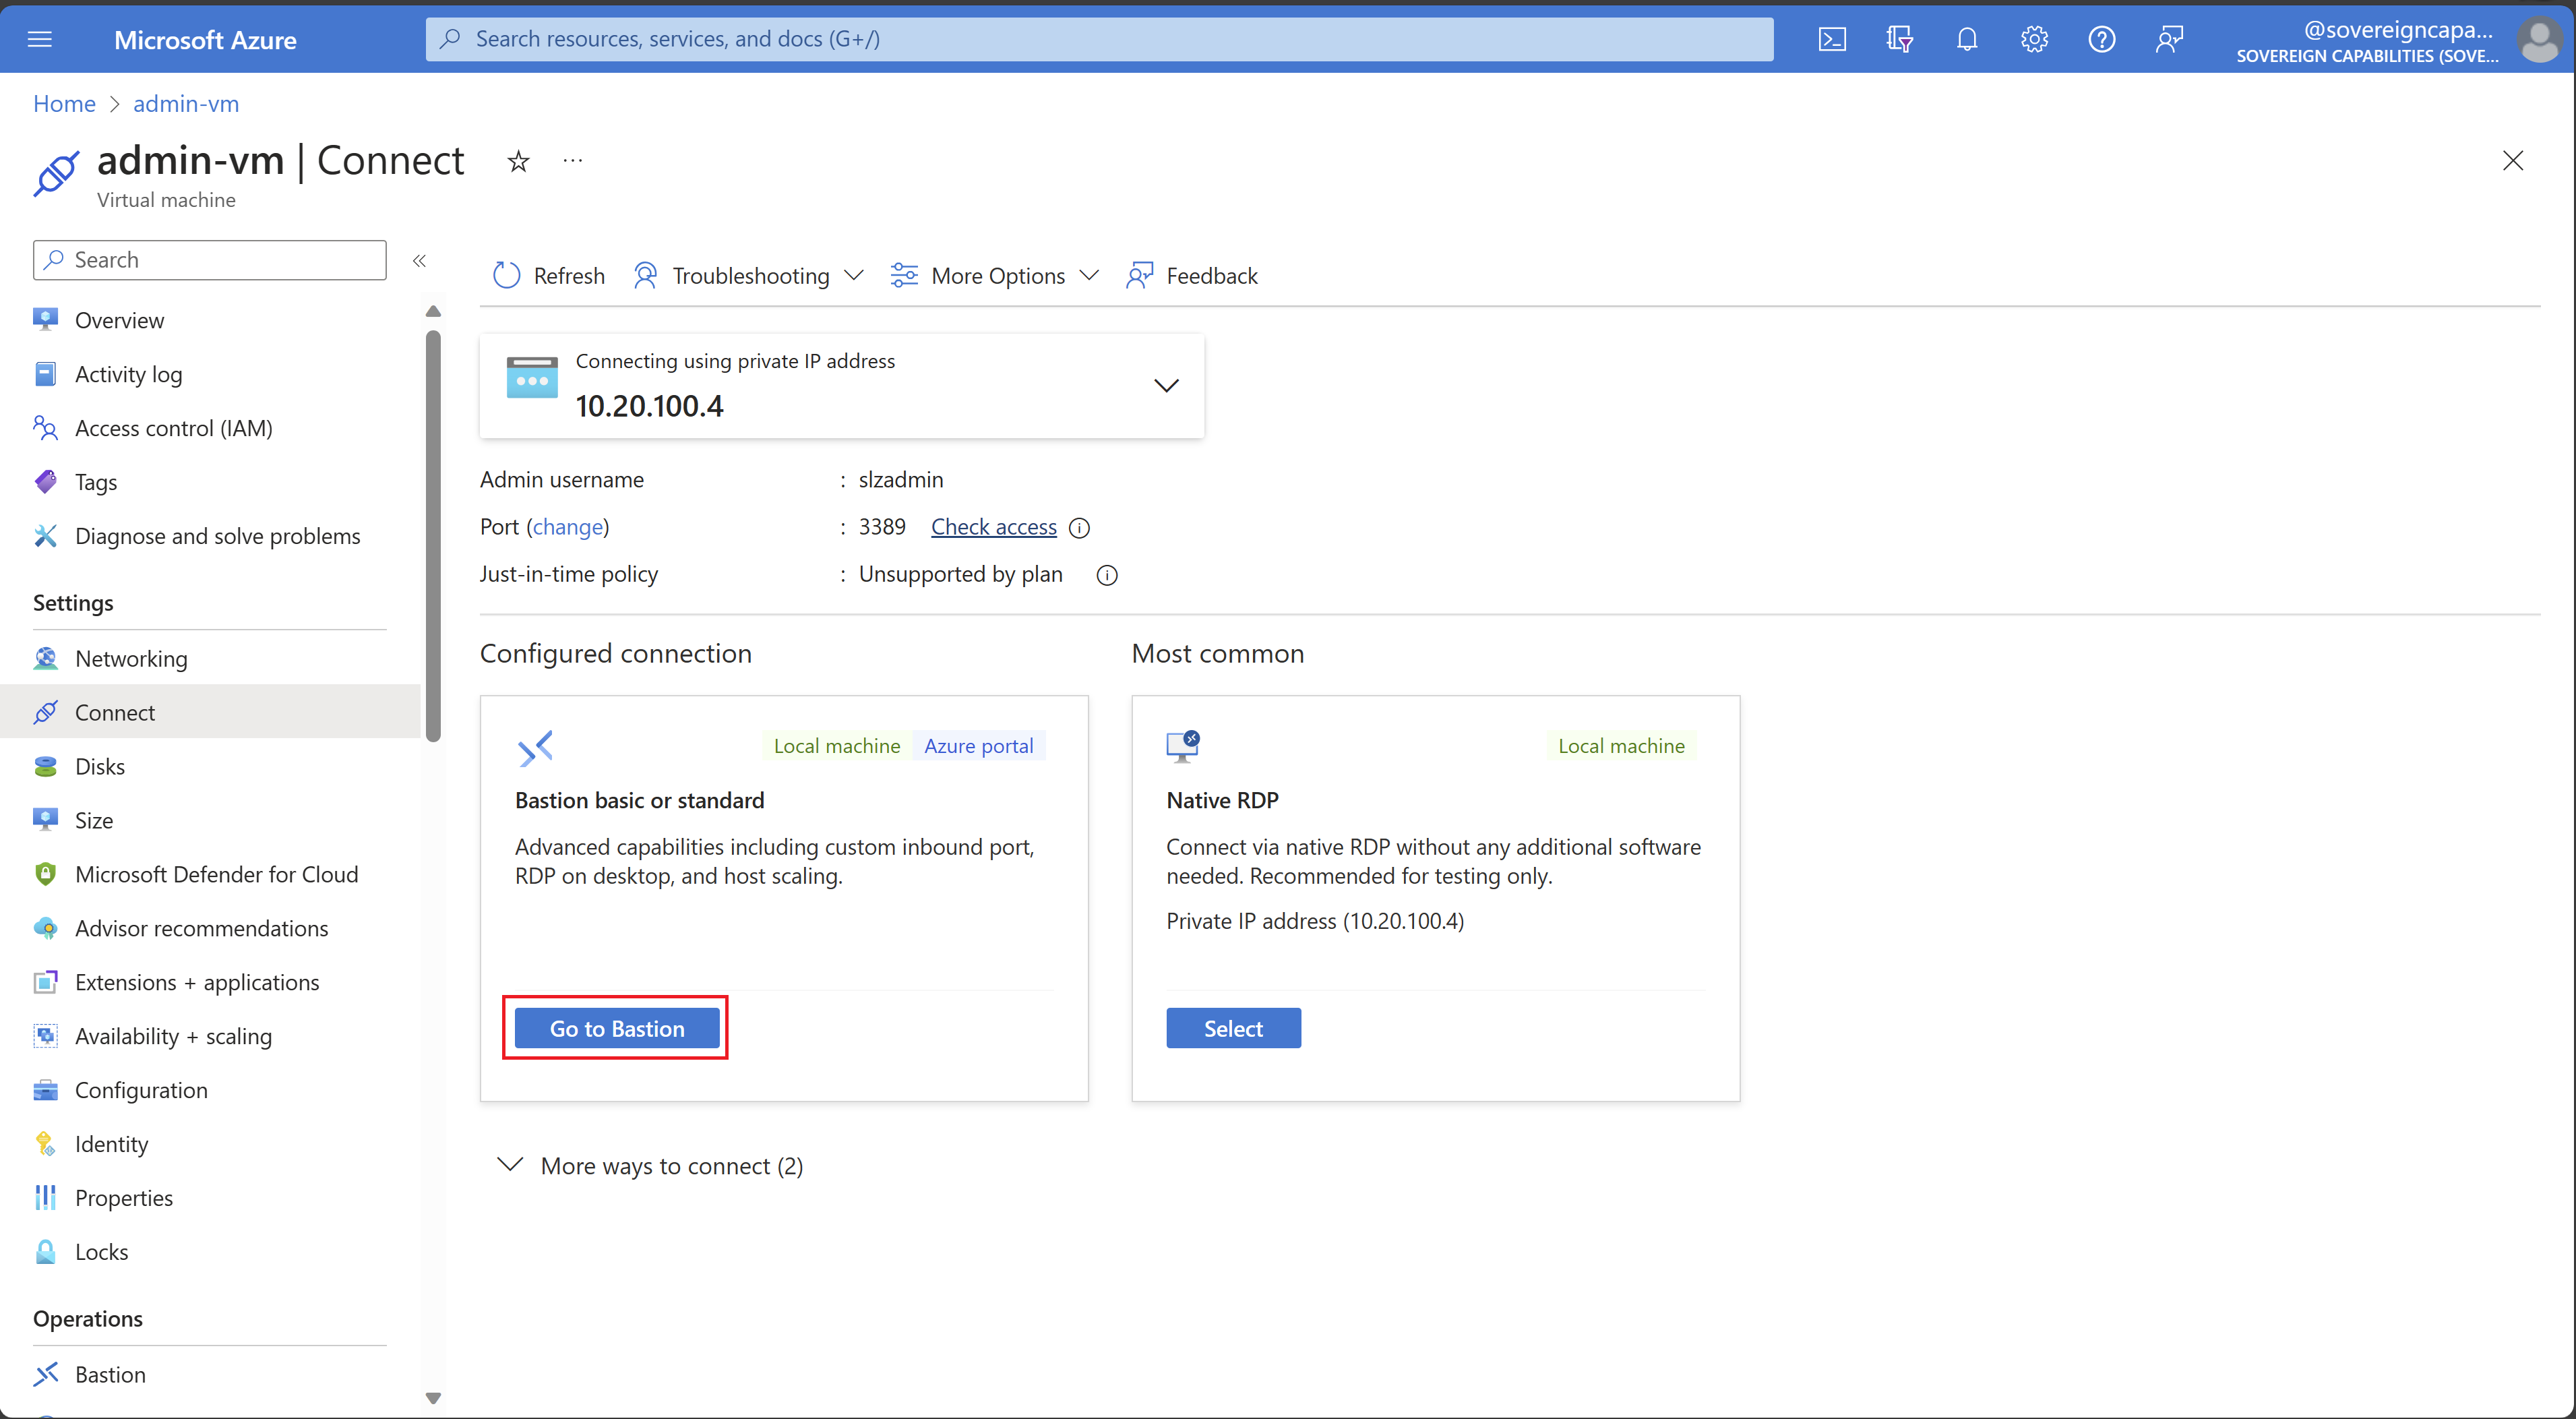 Microsoft Azure
Search resources, services, and docs (G+/)
@sovereigncapa...
SOVEREIGN CAPABILITIES (SOVE...
Home > admin-vm
admin-vm | Connect
Virtual machine
Search
Overview
Activity log
Access control (IAM)
Tags
Diagnose and solve problems
Settings
Networking
Connect
Disks
Size
Microsoft Defender for Cloud
Advisor recommendations
Extensions + applications
Availability + scaling
Configuration
Identity
Properties
Locks
Operations
Bastion
Refresh
Troubleshooting
More Options
Feedback
Connecting using private IP address
10.20.100.4
Admin username : slzadmin
Port (change) : 3389 Check access
Just-in-time policy : Unsupported by plan
Configured connection
Local machine Azure portal
Bastion basic or standard
Advanced capabilities including custom inbound port,
RDP on desktop, and host scaling.
Go to Bastion
Most common
Local machine
Native RDP
Connect via native RDP without any additional software
needed. Recommended for testing only.
Private IP address (10.20.100.4)
Select
More ways to connect (2)